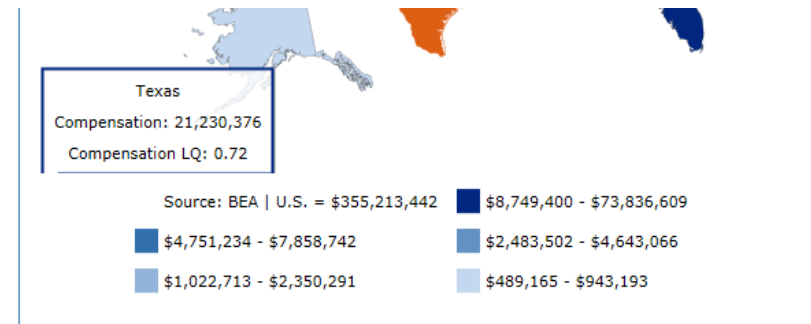 Texas
Compensation: 21,230,376
Compensation LQ: 0.72
Source: BEA | U.S. = $355,213,442
$8,749,400 - $73,836,609
$4,751,234 - $7,858,742
$2,483,502 - $4,643,066
$1,022,713 - $2,350,291
$489,165 - $943,193